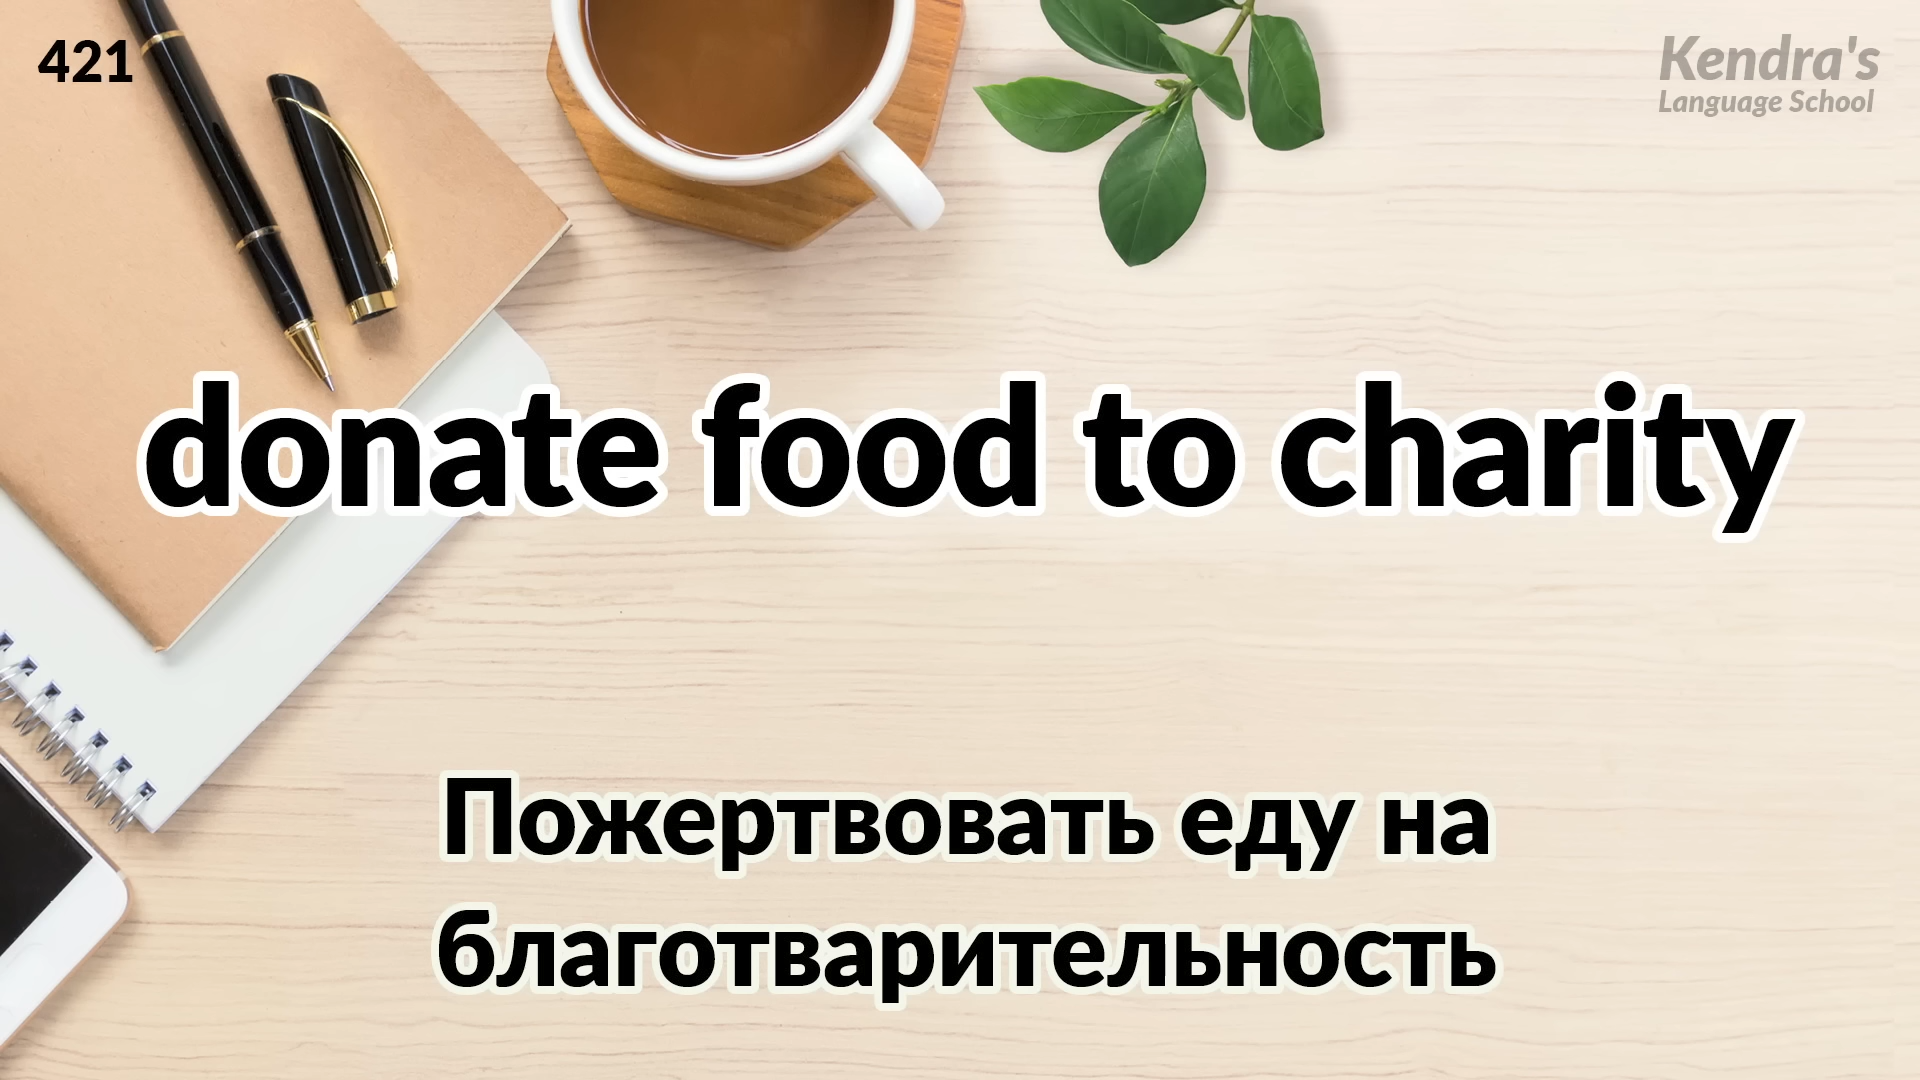 421
Kendra's
Language School
donate food to charity
Пожертвовать еду на
благотварительность